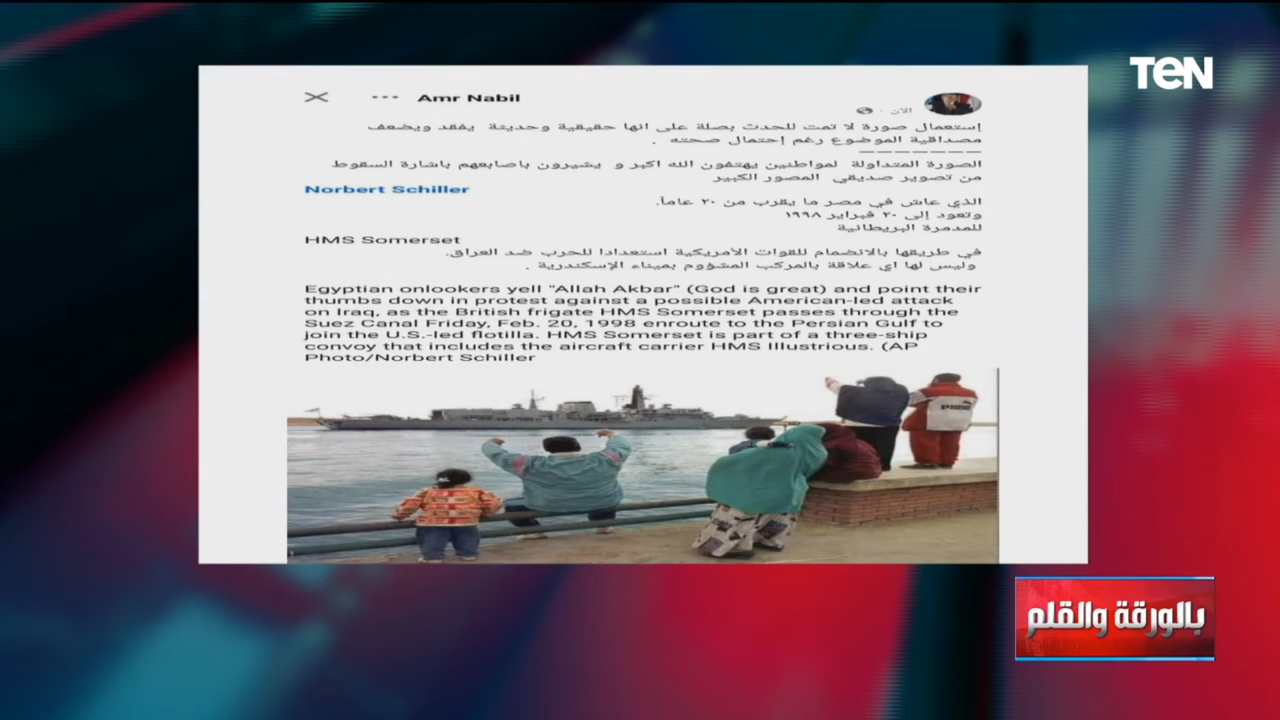 TEN
Amr Nabil
الآن
إستعمال صورة لا تمت للحدث بصلة على انها حقيقية وحديثة يفقد ويضعف
مصداقية الموضوع رغم إحتمال صحته .
———————
الصورة المتداولة لمواطنين يهتفون الله اكبر و يشيرون باصابعهم باشارة السقوط
من تصوير صديقي المصور الكبير
Norbert Schiller
الذي عاش في مصر ما يقرب من ٢٠ عاماً.
وتعود إلى ٢٠ فبراير ١٩٩٨
للمدمرة البريطانية
HMS Somerset
في طريقها بالانضمام للقوات الأمريكية استعدادا للحرب ضد العراق.
وليس لها اي علاقة بالمركب المشؤوم بميناء الإسكندرية .
Egyptian onlookers yell "Allah Akbar" (God is great) and point their
thumbs down in protest against a possible American-led attack
on Iraq, as the British frigate HMS Somerset passes through the
Suez Canal Friday, Feb. 20, 1998 enroute to the Persian Gulf to
join the U.S.-led flotilla. HMS Somerset is part of a three-ship
convoy that includes the aircraft carrier HMS Illustrious. (AP
Photo/Norbert Schiller
PUMA
بالورقة والقلم